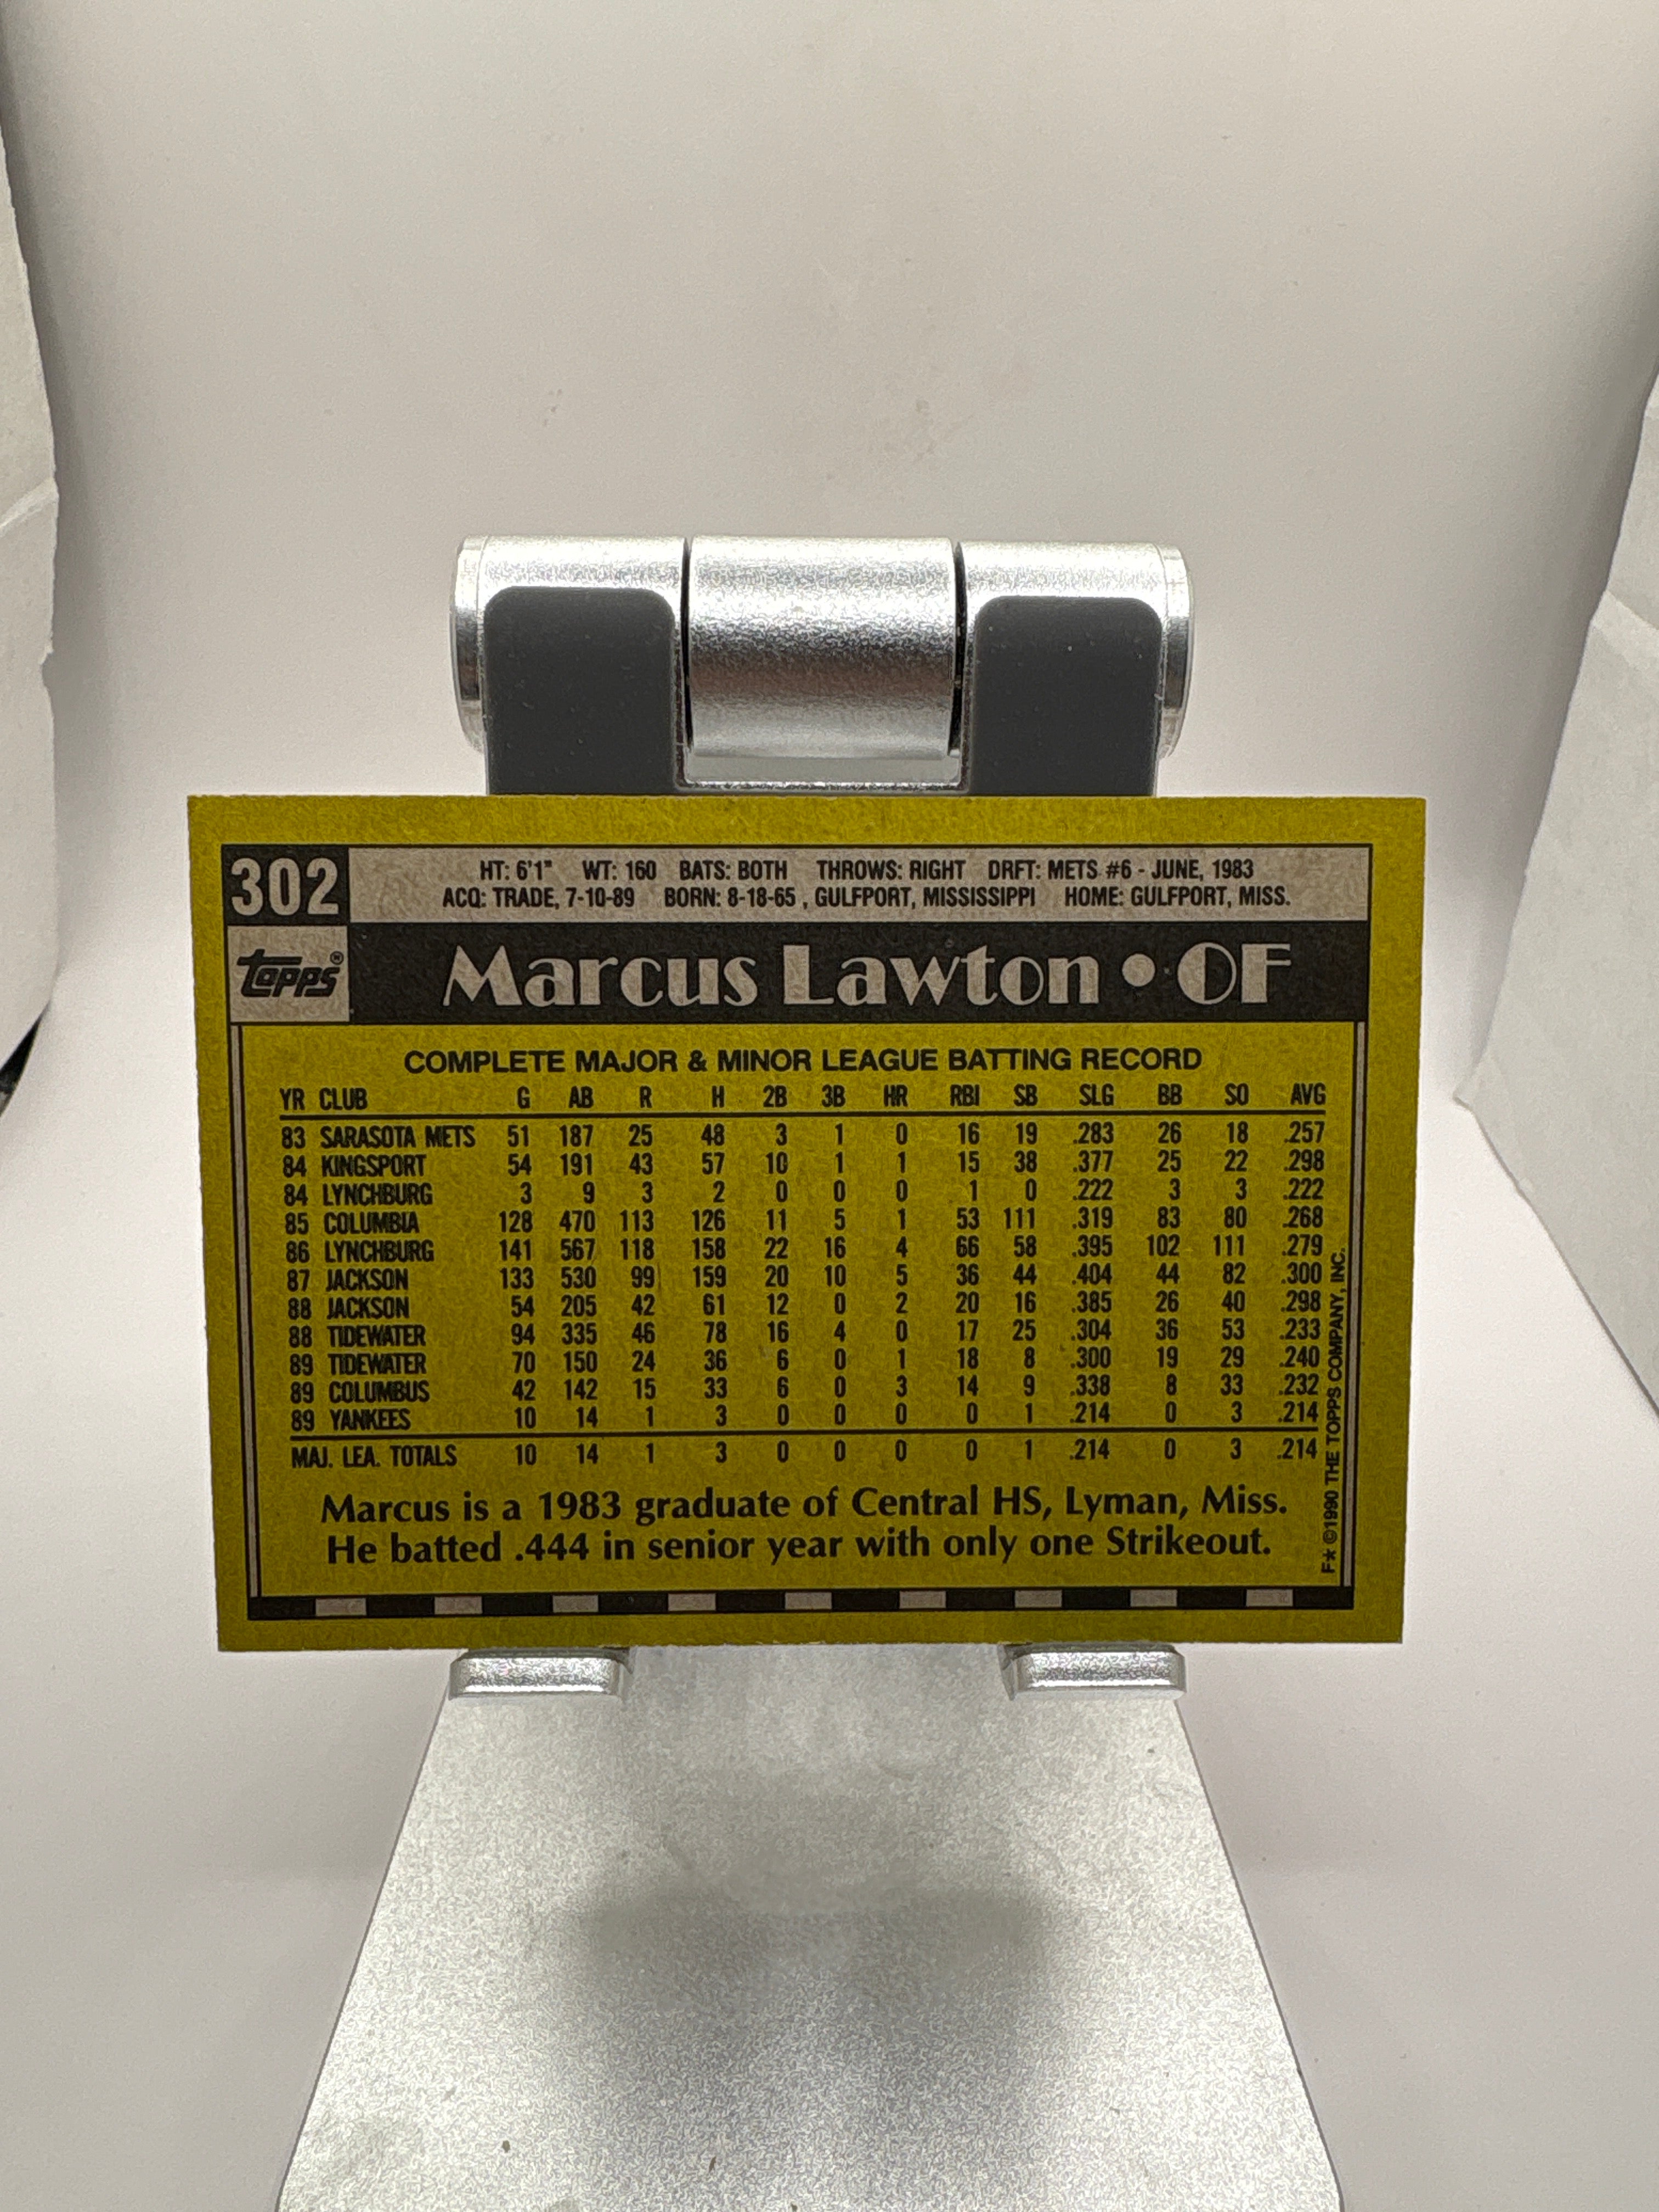 302
HT: 6'1" WT: 160 BATS: BOTH THROWS: RIGHT DRFT: METS #6 - JUNE, 1983
ACQ: TRADE, 7-10-89 BORN: 8-18-65 , GULFPORT, MISSISSIPPI HOME: GULFPORT, MISS.
Topps®
Marcus Lawton • OF
COMPLETE MAJOR & MINOR LEAGUE BATTING RECORD
YR CLUB G AB R H 2B 3B HR RBI SB SLG BB SO AVG
83 SARASOTA METS 51 187 25 48 3 1 0 16 19 .283 26 18 .257
84 KINGSPORT 54 191 43 57 10 1 1 15 38 .377 25 22 .298
84 LYNCHBURG 3 9 3 2 0 0 0 1 0 .222 3 3 .222
85 COLUMBIA 128 470 113 126 11 5 1 53 111 .319 83 80 .268
86 LYNCHBURG 141 567 118 158 22 16 4 66 58 .395 102 111 .279
87 JACKSON 133 530 99 159 20 10 5 36 44 .404 44 82 .300
88 JACKSON 54 205 42 61 12 0 2 20 16 .385 26 40 .298
88 TIDEWATER 94 335 46 78 16 4 0 17 25 .304 36 53 .233
89 TIDEWATER 70 150 24 36 6 0 1 18 8 .300 19 29 .240
89 COLUMBUS 42 142 15 33 6 0 3 14 9 .338 8 33 .232
89 YANKEES 10 14 1 3 0 0 0 0 1 .214 0 3 .214
MAJ. LEA. TOTALS 10 14 1 3 0 0 0 0 1 .214 0 3 .214
Marcus is a 1983 graduate of Central HS, Lyman, Miss.
He batted .444 in senior year with only one Strikeout.
F★ ©1990 THE TOPPS COMPANY, INC.